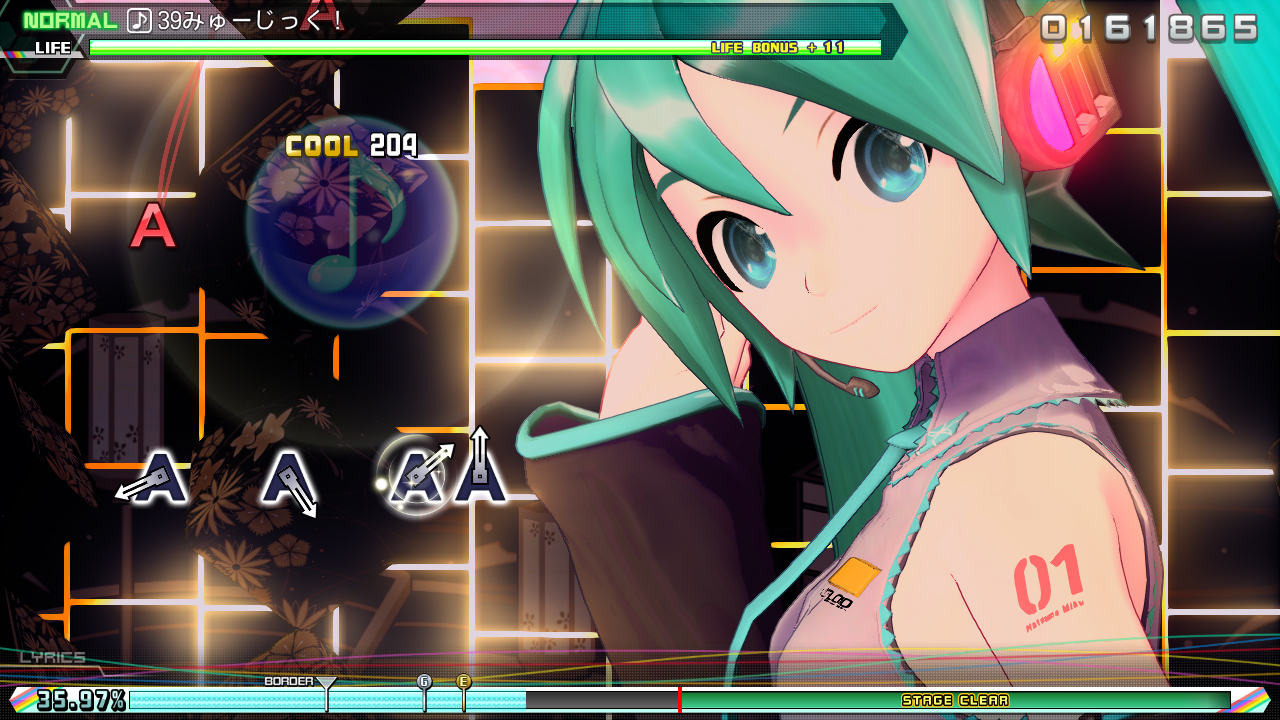 NORMAL ♪ 39みゅーじっく！
0161865
LIFE
LIFE BONUS + 11
COOL 209
A
A A A A
01
Hatsune Miku
LYRICS
BORDER G E
35.97%
STAGE CLEAR